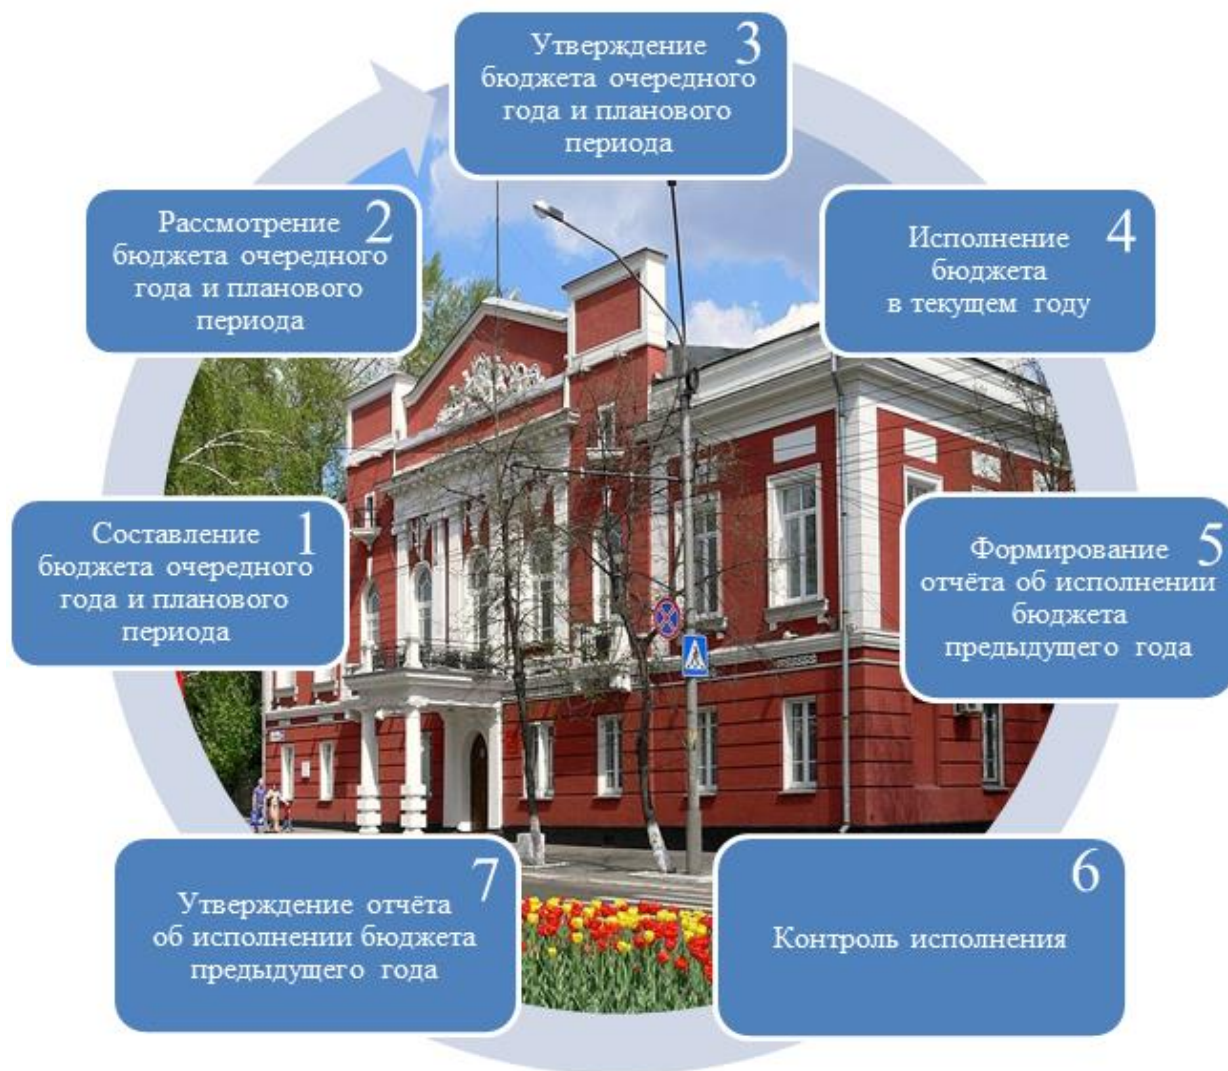 1
Составление
бюджета очередного
года и планового
периода
2
Рассмотрение
бюджета очередного
года и планового
периода
3
Утверждение
бюджета очередного
года и планового
периода
4
Исполнение
бюджета
в текущем году
5
Формирование
отчёта об исполнении
бюджета
предыдущего года
6
Контроль исполнения
7
Утверждение отчёта
об исполнении бюджета
предыдущего года